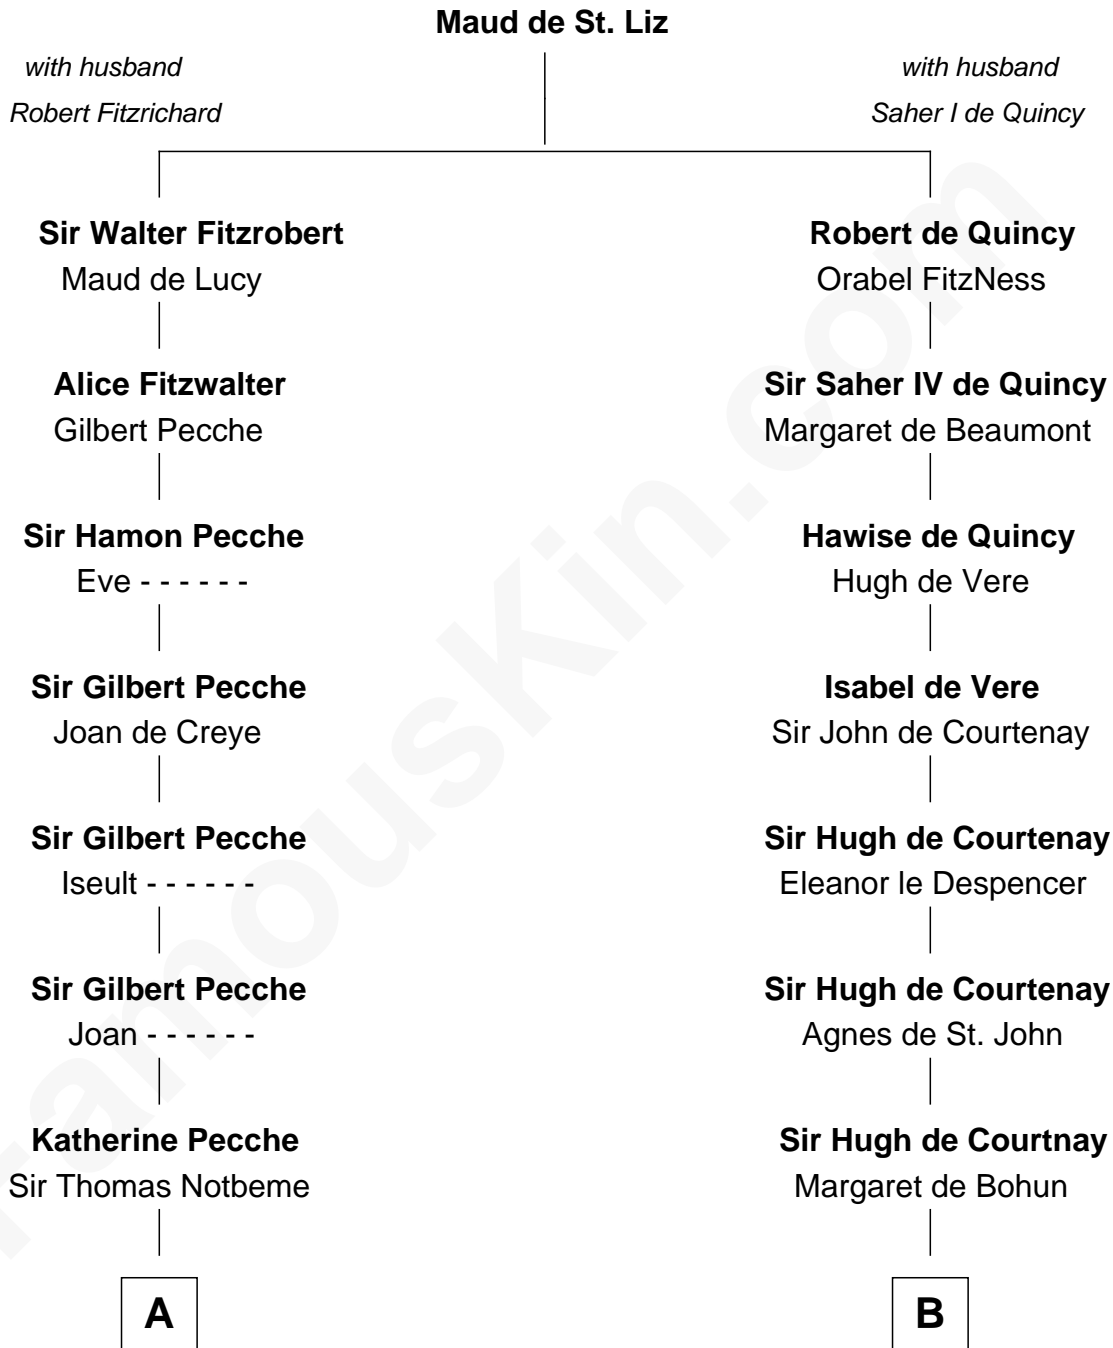 Maud de St. Liz
with husband
Robert Fitzrichard
with husband
Saher I de Quincy
Sir Walter Fitzrobert
Maud de Lucy
Robert de Quincy
Orabel FitzNess
Alice Fitzwalter
Gilbert Pecche
Sir Saher IV de Quincy
Margaret de Beaumont
Sir Hamon Pecche
Eve - - - - - -
Hawise de Quincy
Hugh de Vere
Sir Gilbert Pecche
Joan de Creye
Isabel de Vere
Sir John de Courtenay
Sir Gilbert Pecche
Iseult - - - - - -
Sir Hugh de Courtenay
Eleanor le Despencer
Sir Gilbert Pecche
Joan - - - - - -
Sir Hugh de Courtenay
Agnes de St. John
Katherine Pecche
Sir Thomas Notbeme
Sir Hugh de Courtnay
Margaret de Bohun
A
B
FamousKin.com